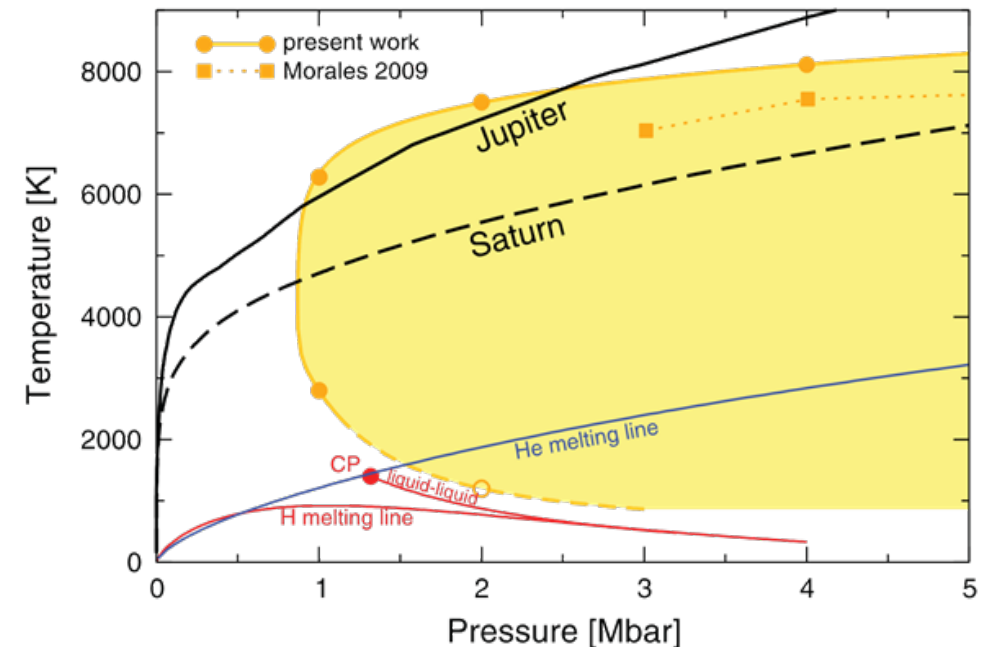 present work
Morales 2009
8000
6000
4000
2000
0
Temperature [K]
Jupiter
Saturn
He melting line
CP
liquid-liquid
H melting line
0 1 2 3 4 5
Pressure [Mbar]